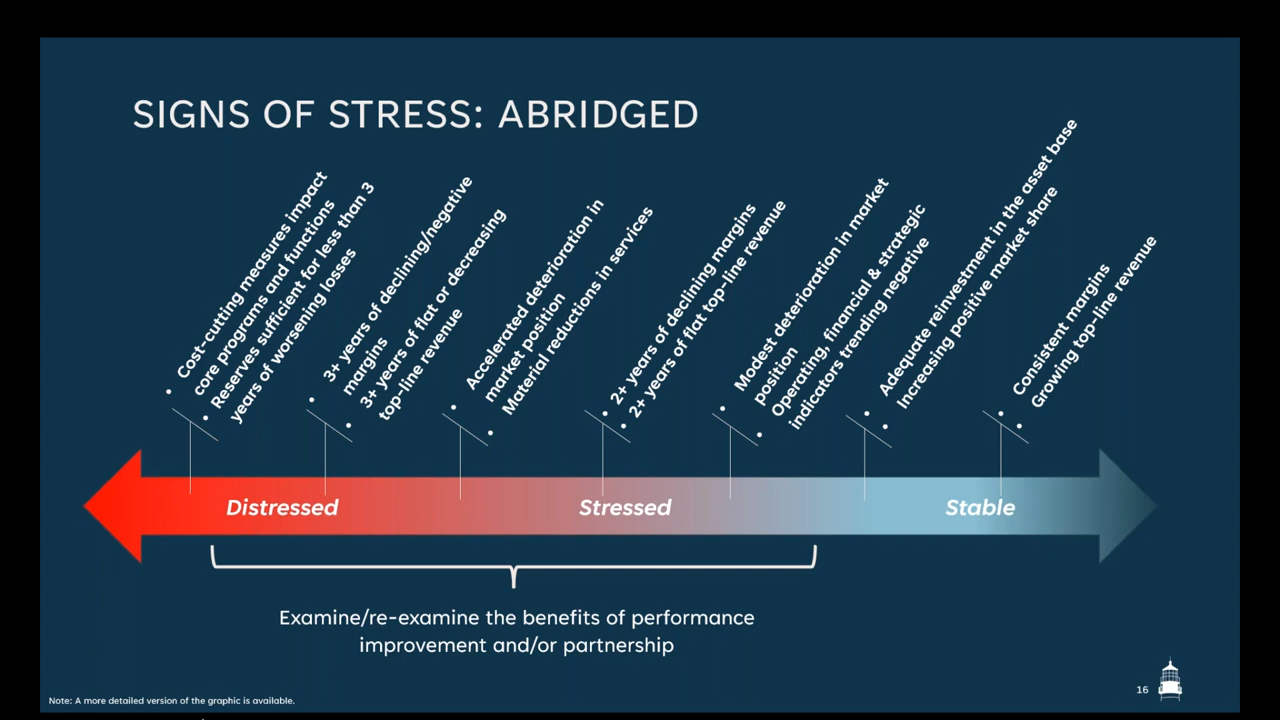 SIGNS OF STRESS: ABRIDGED
• Cost-cutting measures impact
core programs and functions
• Reserves sufficient for less than 3
years of worsening losses
• 3+ years of declining/negative
margins
• 3+ years of flat or decreasing
top-line revenue
• Accelerated deterioration in
market position
• Material reductions in services
• 2+ years of declining margins
• 2+ years of flat top-line revenue
• Modest deterioration in market
position
• Operating, financial & strategic
indicators trending negative
• Adequate reinvestment in the asset base
• Increasing positive market share
• Consistent margins
• Growing top-line revenue
Distressed
Stressed
Stable
Examine/re-examine the benefits of performance
improvement and/or partnership
Note: A more detailed version of the graphic is available.
16